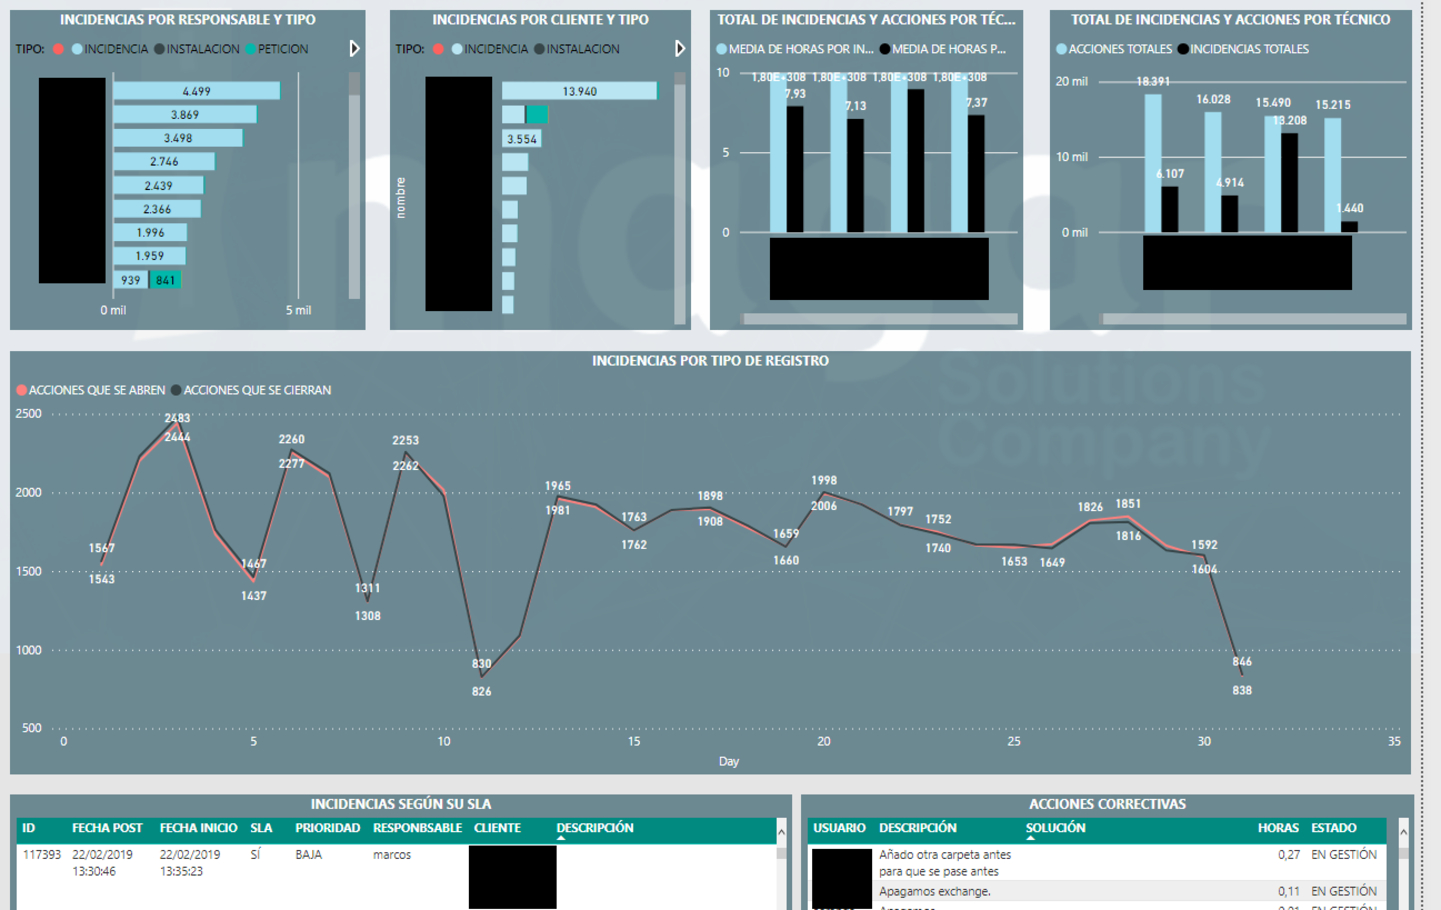 INCIDENCIAS POR RESPONSABLE Y TIPO
TIPO: INCIDENCIA INSTALACION PETICION
4.499
3.869
3.498
2.746
2.439
2.366
1.996
1.959
939 841
0 mil 5 mil
INCIDENCIAS POR CLIENTE Y TIPO
TIPO: INCIDENCIA INSTALACION
nombre
13.940
3.554
TOTAL DE INCIDENCIAS Y ACCIONES POR TÉC...
MEDIA DE HORAS POR IN... MEDIA DE HORAS P...
10
1,80E+308 1,80E+308 1,80E+308 1,80E+308
7,93 7,13 7,37
5
0
TOTAL DE INCIDENCIAS Y ACCIONES POR TÉCNICO
ACCIONES TOTALES INCIDENCIAS TOTALES
20 mil
18.391 16.028 15.490 15.215
13.208
10 mil
6.107 4.914 1.440
0 mil
Solutions
Company
INCIDENCIAS POR TIPO DE REGISTRO
ACCIONES QUE SE ABREN ACCIONES QUE SE CIERRAN
2500
2000
1500
1000
500
1567
1543
2483
2444
1467
1437
2260
2277
1311
1308
2253
2262
830
826
1965
1981
1763
1762
1898
1908
1659
1660
1998
2006
1797
1752
1740
1653
1649
1826
1851
1816
1592
1604
846
838
0 5 10 15 20 25 30 35
Day
INCIDENCIAS SEGÚN SU SLA
ID FECHA POST FECHA INICIO SLA PRIORIDAD RESPONBSABLE CLIENTE DESCRIPCIÓN
117393 22/02/2019 22/02/2019 SÍ BAJA marcos
13:30:46 13:35:23
ACCIONES CORRECTIVAS
USUARIO DESCRIPCIÓN SOLUCIÓN HORAS ESTADO
Añado otra carpeta antes 0,27 EN GESTIÓN
para que se pase antes
Apagamos exchange. 0,11 EN GESTIÓN